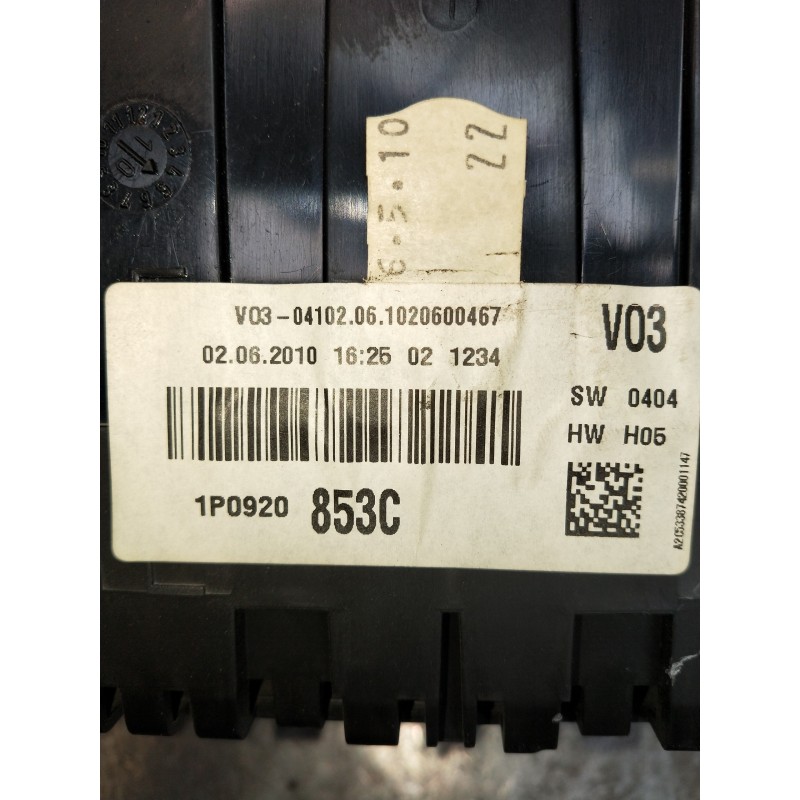 6.5.10
22
V03-04102.06.1020600467
V03
02.06.2010 16:25 02 1234
SW 0404
HW H05
1P0920 853C
A2C53387420001147